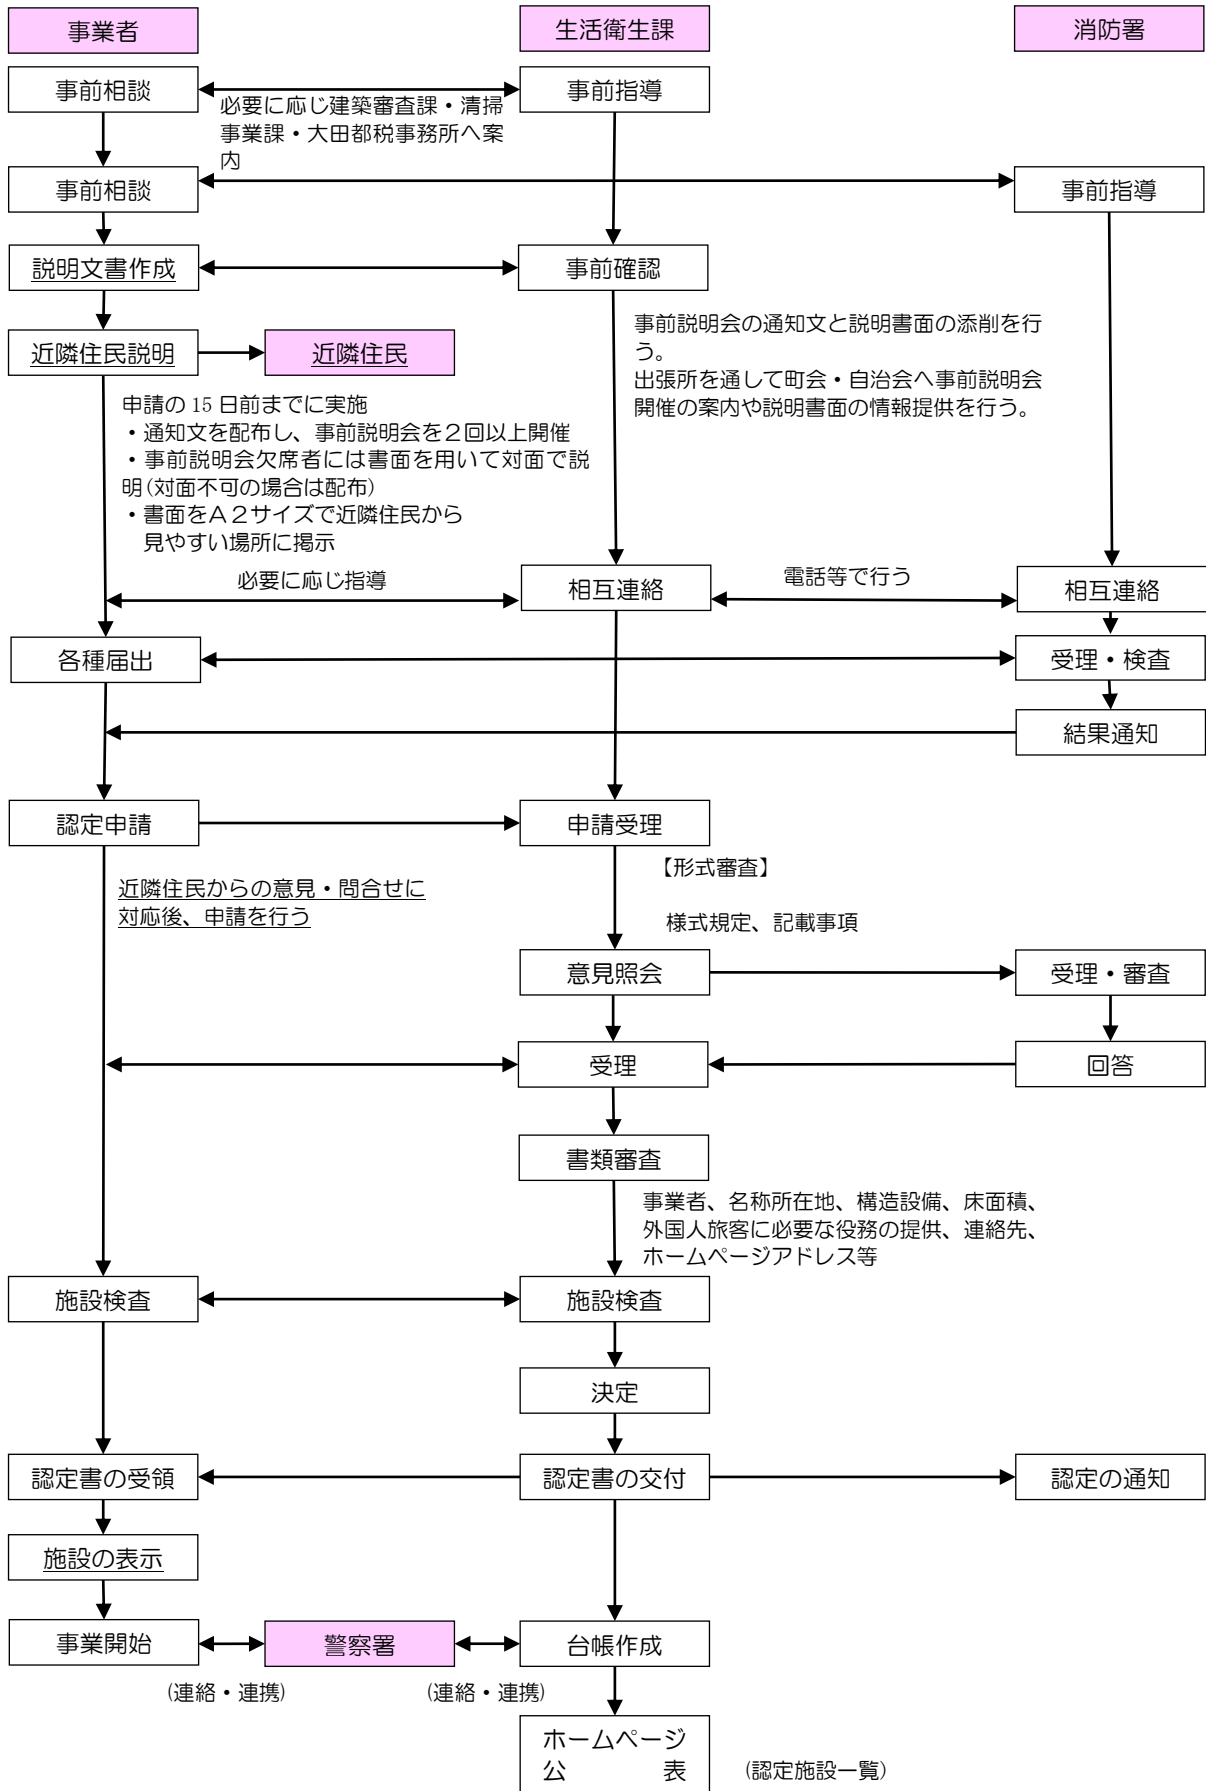 事業者
生活衛生課
消防署
事前相談
事前指導
必要に応じ建築審査課・清掃
事業課・大田都税事務所へ案
内
事前相談
事前指導
説明文書作成
事前確認
事前説明会の通知文と説明書面の添削を行
う。
出張所を通して町会・自治会へ事前説明会
開催の案内や説明書面の情報提供を行う。
近隣住民説明
近隣住民
申請の 15 日前までに実施
・通知文を配布し、事前説明会を２回以上開催
・事前説明会欠席者には書面を用いて対面で説
明(対面不可の場合は配布)
・書面をＡ２サイズで近隣住民から
見やすい場所に掲示
必要に応じ指導
相互連絡
電話等で行う
相互連絡
各種届出
受理・検査
結果通知
認定申請
申請受理
【形式審査】
様式規定、記載事項
近隣住民からの意見・問合せに
対応後、申請を行う
意見照会
受理・審査
受理
回答
書類審査
事業者、名称所在地、構造設備、床面積、
外国人旅客に必要な役務の提供、連絡先、
ホームページアドレス等
施設検査
施設検査
決定
認定書の受領
認定書の交付
認定の通知
施設の表示
事業開始
警察署
台帳作成
(連絡・連携)
(連絡・連携)
ホームページ
公　　　表
(認定施設一覧)